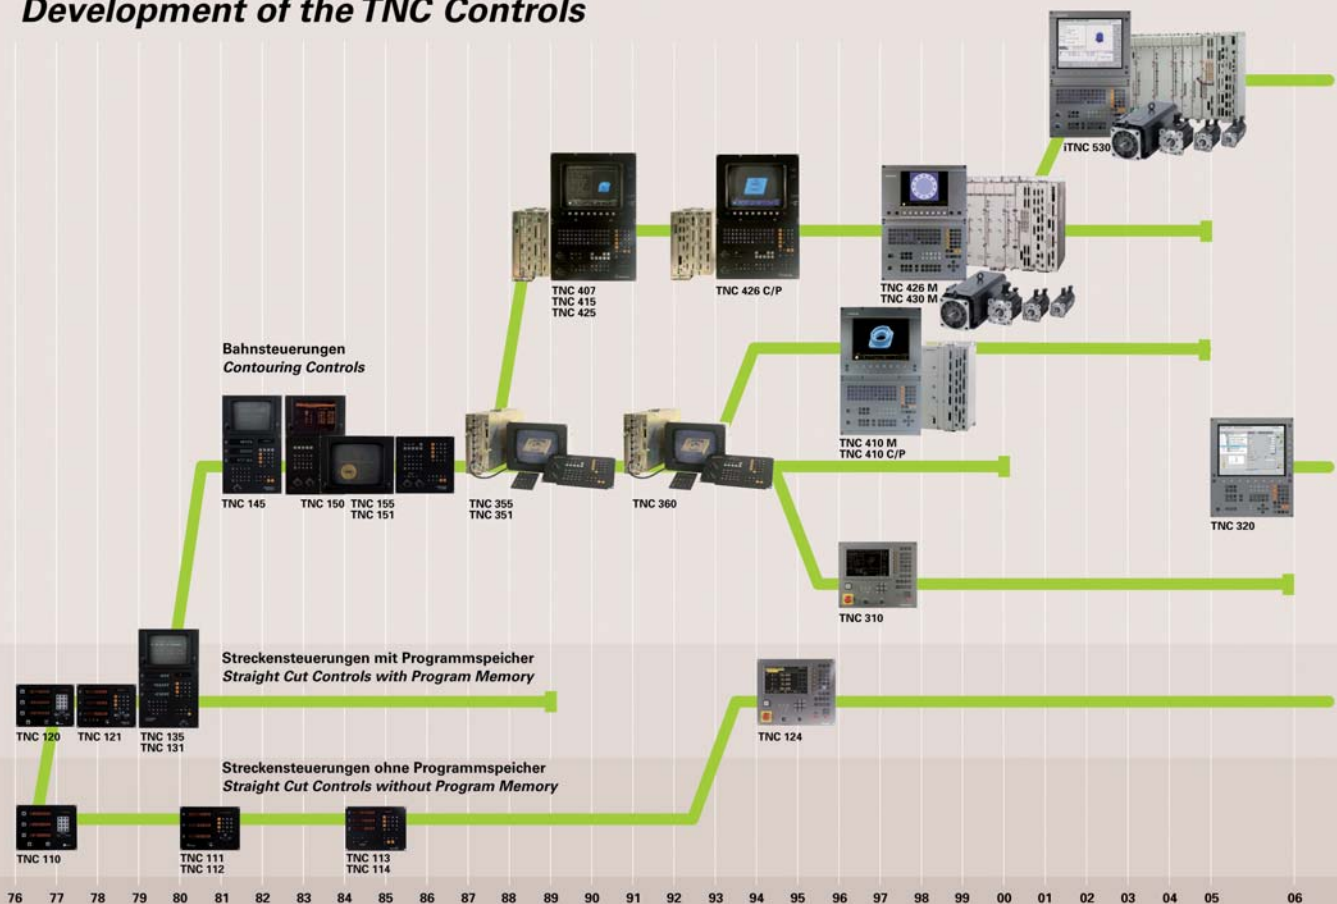 Development of the TNC Controls
iTNC 530
TNC 407
TNC 415
TNC 425
TNC 426 C/P
TNC 426 M
TNC 430 M
Bahnsteuerungen
Contouring Controls
TNC 410 M
TNC 410 C/P
TNC 145
TNC 150
TNC 155
TNC 151
TNC 355
TNC 351
TNC 360
TNC 320
TNC 310
Streckensteuerungen mit Programmspeicher
Straight Cut Controls with Program Memory
TNC 120
TNC 121
TNC 135
TNC 131
TNC 124
Streckensteuerungen ohne Programmspeicher
Straight Cut Controls without Program Memory
TNC 110
TNC 111
TNC 112
TNC 113
TNC 114
76 77 78 79 80 81 82 83 84 85 86 87 88 89 90 91 92 93 94 95 96 97 98 99 00 01 02 03 04 05 06